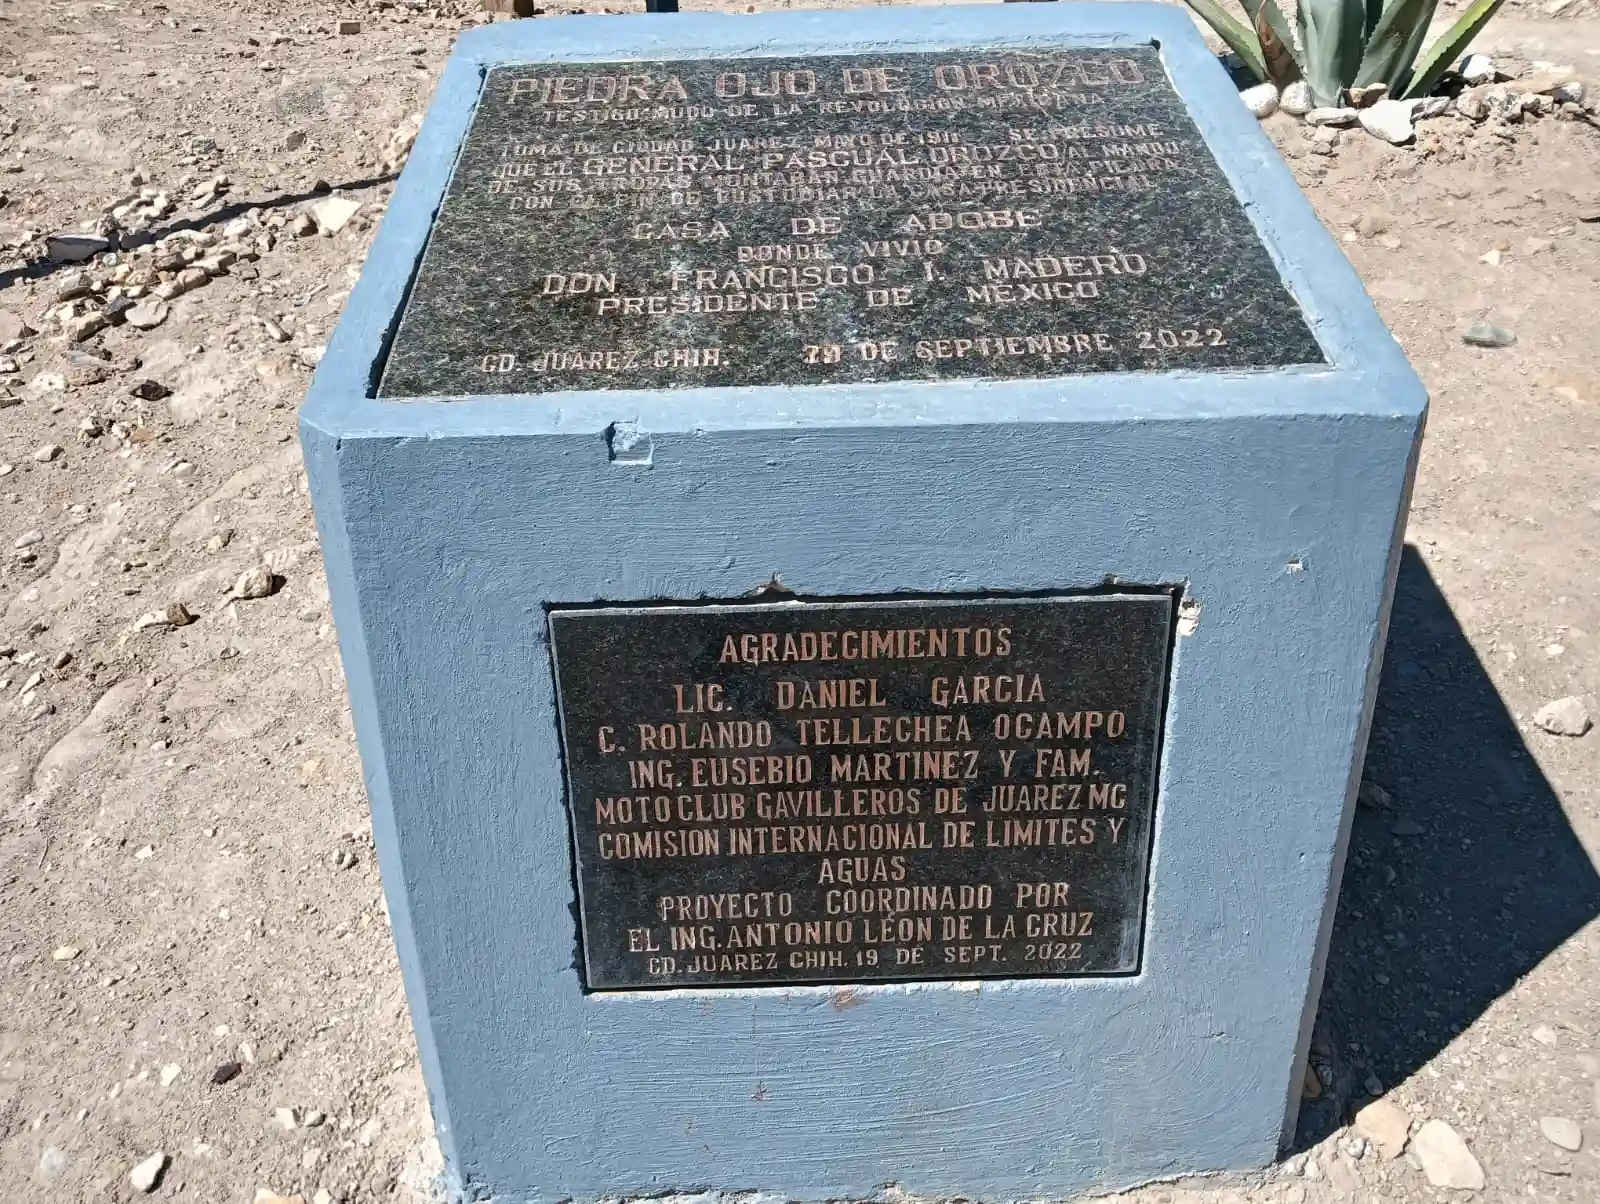 PIEDRA OJO DE OROZCO
TESTIGO MUDO DE LA REVOLUCION MEXICANA
TOMA DE CIUDAD JUAREZ MAYO DE 1911 SE PRESUME
QUE EL GENERAL PASCUAL OROZCO AL MANDO
DE SUS TROPAS MONTABAN GUARDIA EN ESTA PIEDRA
CON EL FIN DE CUSTODIAR LA CASA PRESIDENCIAL
CASA DE ADOBE
DONDE VIVIO
DON FRANCISCO I. MADERO
PRESIDENTE DE MEXICO
CD. JUAREZ CHIH. DE SEPTIEMBRE 2022
AGRADECIMIENTOS
LIC. DANIEL GARCIA
C. ROLANDO TELLECHEA OCAMPO
ING. EUSEBIO MARTINEZ Y FAM.
MOTO CLUB GAVILLEROS DE JUAREZ MC
COMISION INTERNACIONAL DE LIMITES Y
AGUAS
PROYECTO COORDINADO POR
EL ING. ANTONIO LEON DE LA CRUZ
CD. JUAREZ CHIH. 19 DE SEPT. 2022